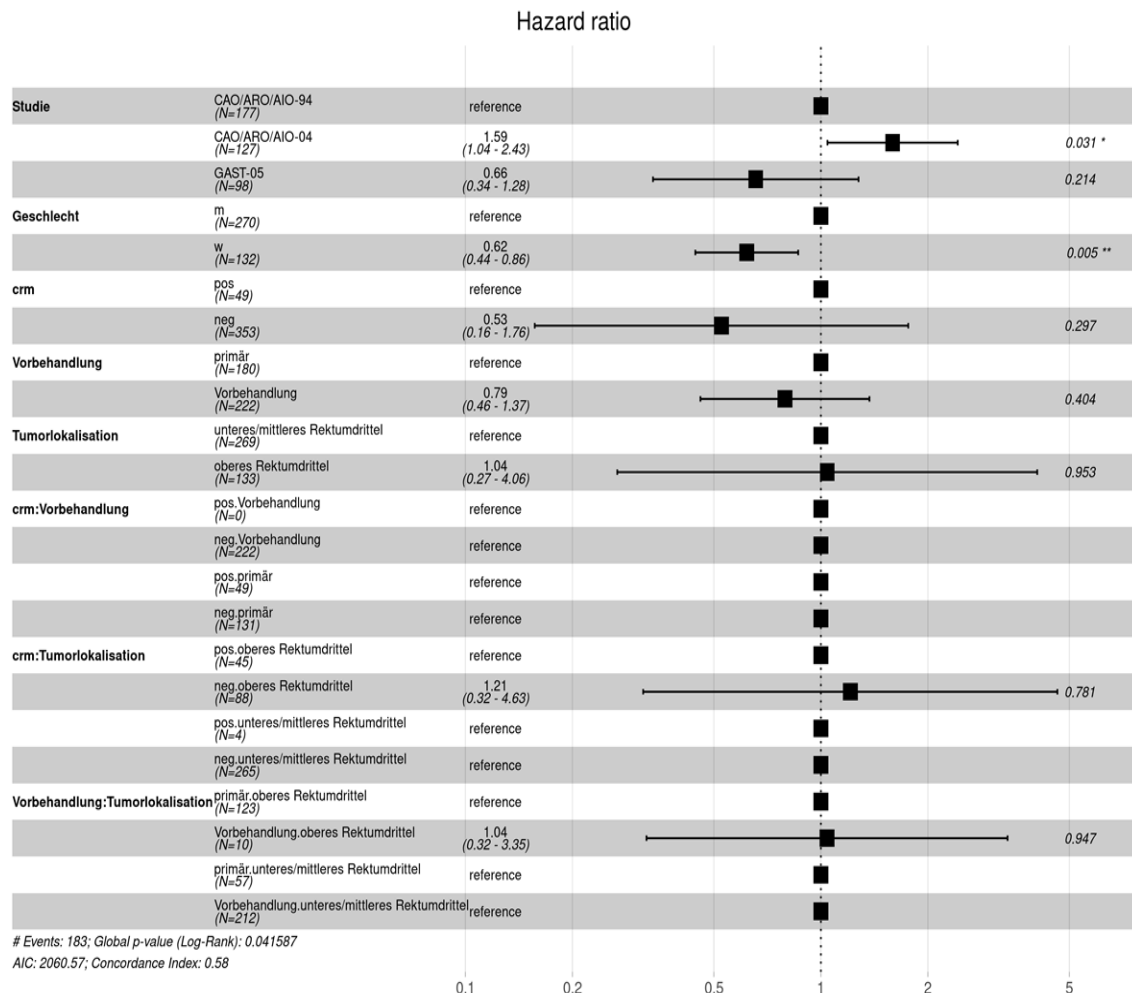 Hazard ratio
Studie CAO/ARO/AIO-94 reference
(N=177)
CAO/ARO/AIO-04 1.59 0.031 *
(N=127) (1.04 - 2.43)
GAST-05 0.66 0.214
(N=98) (0.34 - 1.28)
Geschlecht m reference
(N=270)
w 0.62 0.005 **
(N=132) (0.44 - 0.86)
crm pos reference
(N=49)
neg 0.53 0.297
(N=353) (0.16 - 1.76)
Vorbehandlung primär reference
(N=180)
Vorbehandlung 0.79 0.404
(N=222) (0.46 - 1.37)
Tumorlokalisation unteres/mittleres Rektumdrittel reference
(N=269)
oberes Rektumdrittel 1.04 0.953
(N=133) (0.27 - 4.06)
crm:Vorbehandlung pos.Vorbehandlung reference
(N=0)
neg.Vorbehandlung reference
(N=222)
pos.primär reference
(N=49)
neg.primär reference
(N=131)
crm:Tumorlokalisation pos.oberes Rektumdrittel reference
(N=45)
neg.oberes Rektumdrittel 1.21 0.781
(N=88) (0.32 - 4.63)
pos.unteres/mittleres Rektumdrittel reference
(N=4)
neg.unteres/mittleres Rektumdrittel reference
(N=265)
Vorbehandlung:Tumorlokalisation primär.oberes Rektumdrittel reference
(N=123)
Vorbehandlung.oberes Rektumdrittel 1.04 0.947
(N=10) (0.32 - 3.35)
primär.unteres/mittleres Rektumdrittel reference
(N=57)
Vorbehandlung.unteres/mittleres Rektumdrittel reference
(N=212)
# Events: 183; Global p-value (Log-Rank): 0.041587
AIC: 2060.57; Concordance Index: 0.58
0.1 0.2 0.5 1 2 5